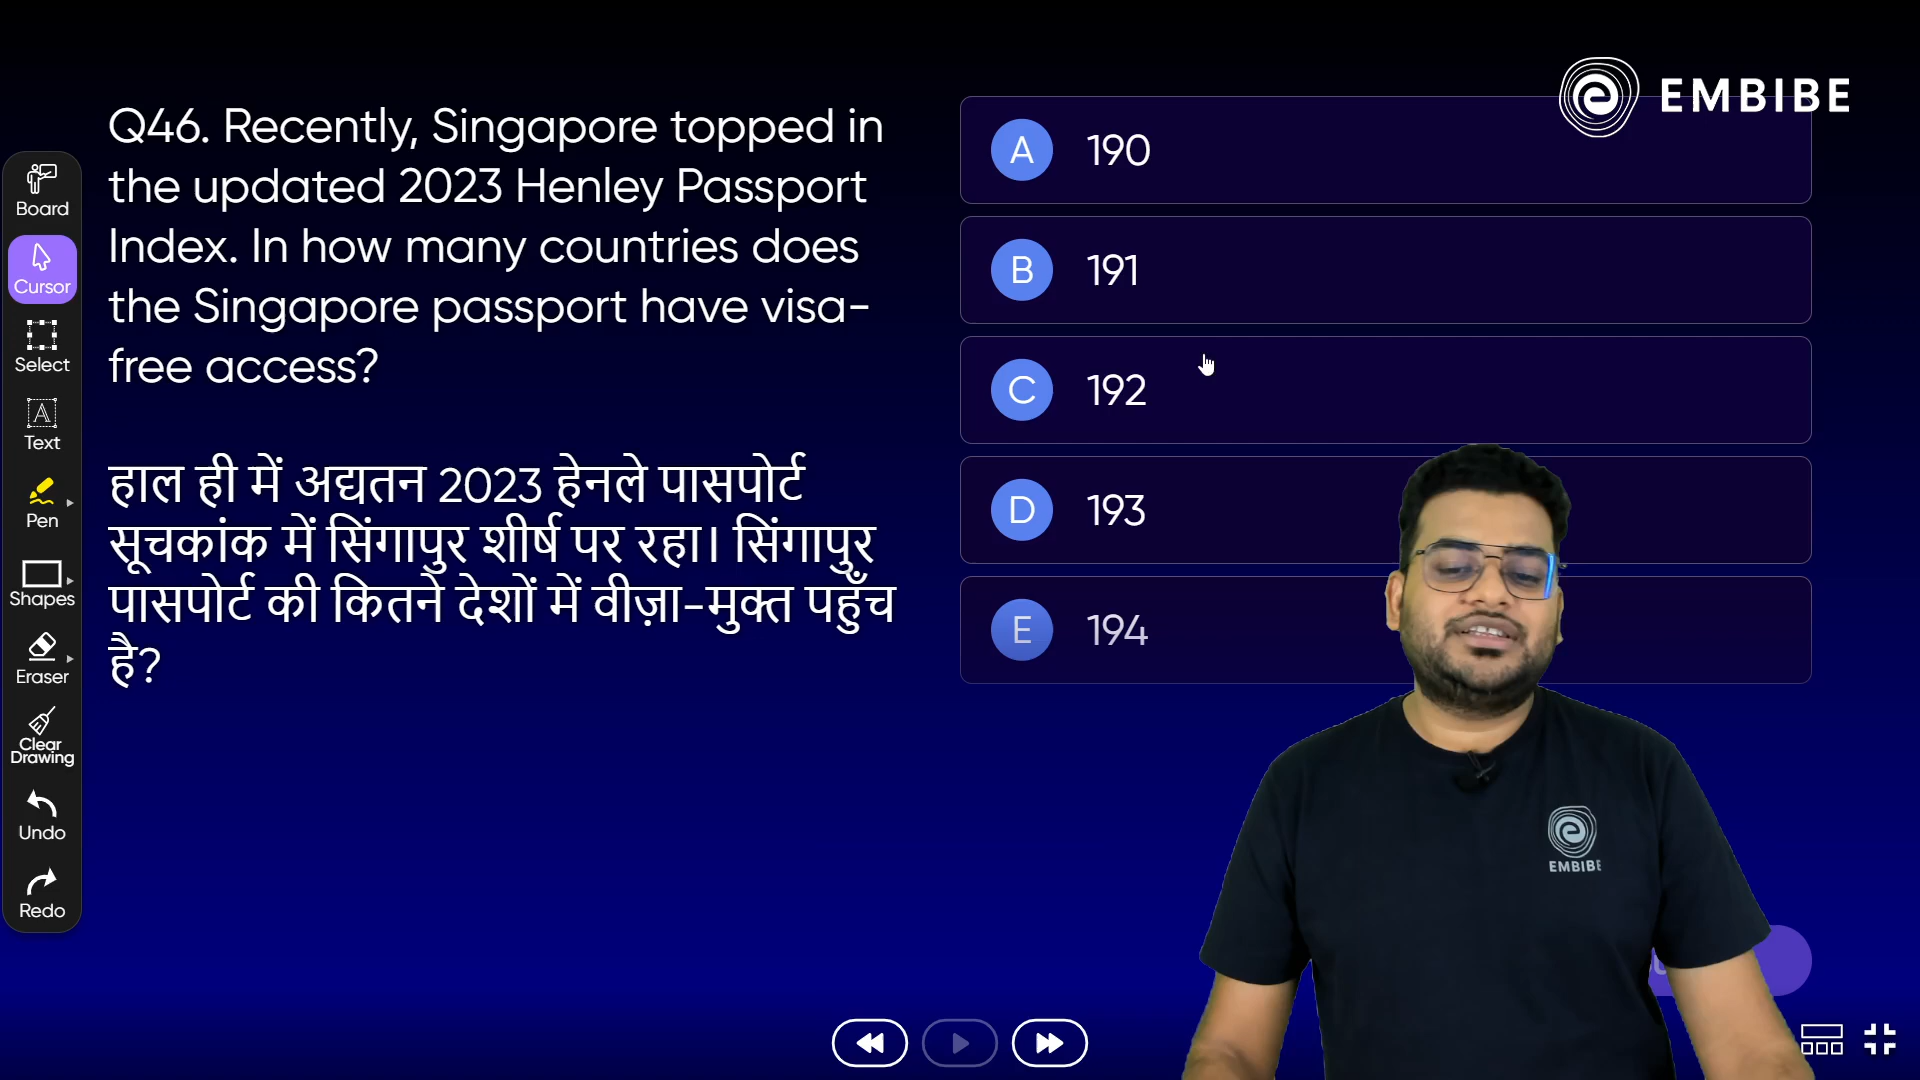 EMBIBE
Q46. Recently, Singapore topped in
the updated 2023 Henley Passport
Index. In how many countries does
the Singapore passport have visa-
free access?
हाल ही में अद्यतन 2023 हेनले पासपोर्ट
सूचकांक में सिंगापुर शीर्ष पर रहा। सिंगापुर
पासपोर्ट की कितने देशों में वीज़ा-मुक्त पहुँच
है?
A 190
B 191
C 192
D 193
E 194
Board
Cursor
Select
A
Text
Pen
Shapes
Eraser
Clear
Drawing
Undo
Redo
EMBIBE